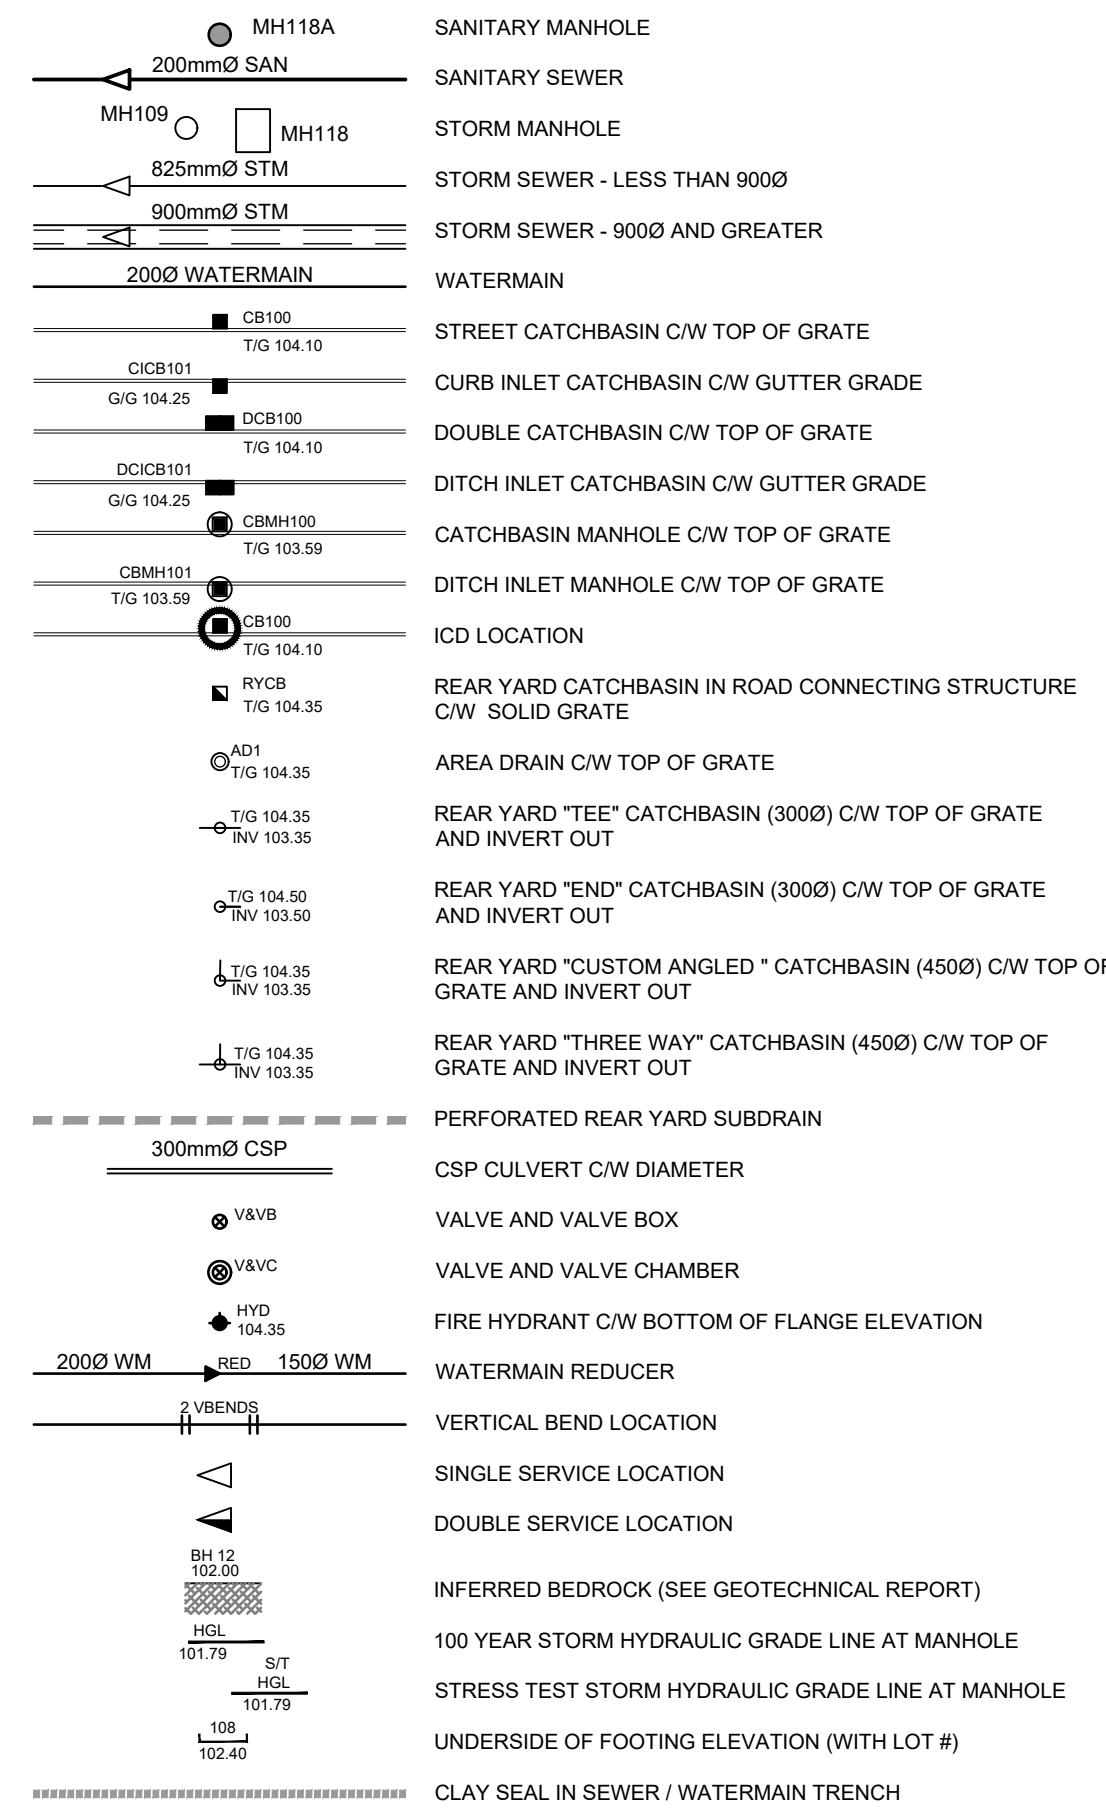 MH118A SANITARY MANHOLE
200mmØ SAN SANITARY SEWER
MH109 MH118 STORM MANHOLE
825mmØ STM STORM SEWER - LESS THAN 900Ø
900mmØ STM STORM SEWER - 900Ø AND GREATER
200Ø WATERMAIN WATERMAIN
CB100
T/G 104.10
STREET CATCHBASIN C/W TOP OF GRATE
CICB101
G/G 104.25
CURB INLET CATCHBASIN C/W GUTTER GRADE
DCB100
T/G 104.10
DOUBLE CATCHBASIN C/W TOP OF GRATE
DCICB101
G/G 104.25
DITCH INLET CATCHBASIN C/W GUTTER GRADE
CBMH100
T/G 103.59
CATCHBASIN MANHOLE C/W TOP OF GRATE
CBMH101
T/G 103.59
DITCH INLET MANHOLE C/W TOP OF GRATE
CB100
T/G 104.10
ICD LOCATION
RYCB
T/G 104.35
REAR YARD CATCHBASIN IN ROAD CONNECTING STRUCTURE
C/W SOLID GRATE
AD1
T/G 104.35
AREA DRAIN C/W TOP OF GRATE
T/G 104.35
INV 103.35
REAR YARD "TEE" CATCHBASIN (300Ø) C/W TOP OF GRATE
AND INVERT OUT
T/G 104.50
INV 103.50
REAR YARD "END" CATCHBASIN (300Ø) C/W TOP OF GRATE
AND INVERT OUT
T/G 104.35
INV 103.35
REAR YARD "CUSTOM ANGLED " CATCHBASIN (450Ø) C/W TOP OF
GRATE AND INVERT OUT
T/G 104.35
INV 103.35
REAR YARD "THREE WAY" CATCHBASIN (450Ø) C/W TOP OF
GRATE AND INVERT OUT
PERFORATED REAR YARD SUBDRAIN
300mmØ CSP CSP CULVERT C/W DIAMETER
V&VB VALVE AND VALVE BOX
V&VC VALVE AND VALVE CHAMBER
HYD
104.35
FIRE HYDRANT C/W BOTTOM OF FLANGE ELEVATION
200Ø WM RED 150Ø WM WATERMAIN REDUCER
2 VBENDS VERTICAL BEND LOCATION
SINGLE SERVICE LOCATION
DOUBLE SERVICE LOCATION
BH 12
102.00
INFERRED BEDROCK (SEE GEOTECHNICAL REPORT)
HGL
101.79
100 YEAR STORM HYDRAULIC GRADE LINE AT MANHOLE
S/T
HGL
101.79
STRESS TEST STORM HYDRAULIC GRADE LINE AT MANHOLE
108
102.40
UNDERSIDE OF FOOTING ELEVATION (WITH LOT #)
CLAY SEAL IN SEWER / WATERMAIN TRENCH